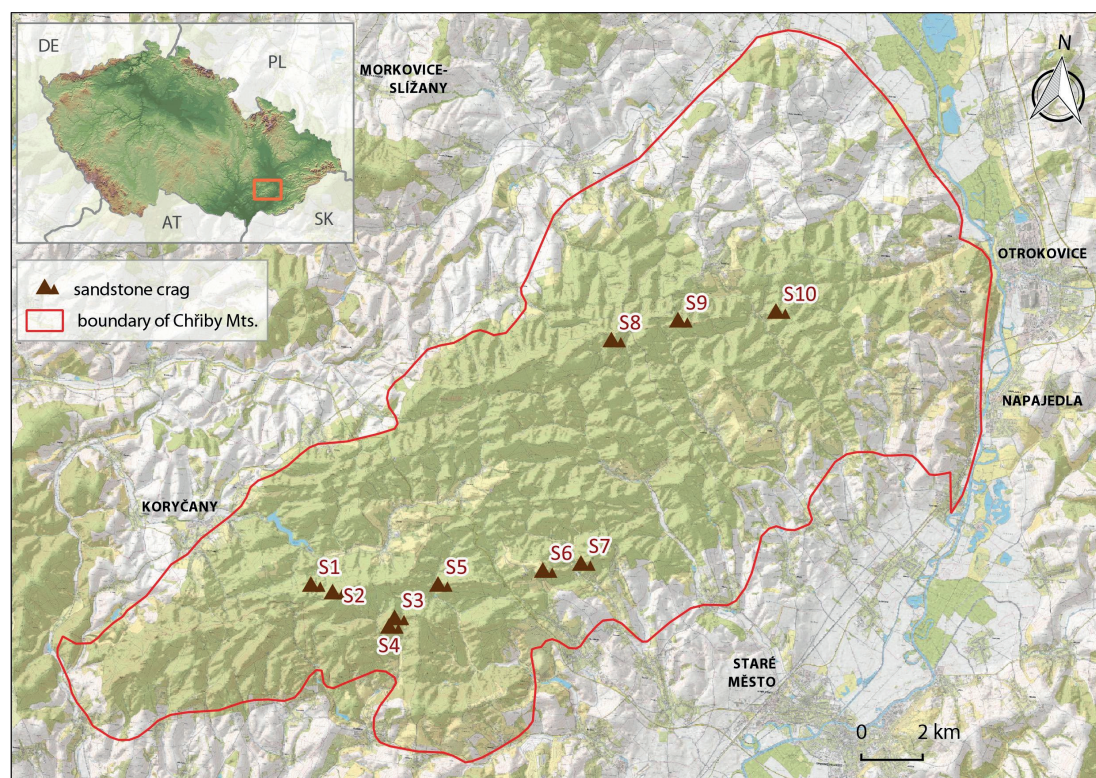 DE
PL
AT
SK
sandstone crag
boundary of Chřiby Mts.
N
MORKOVICE-
SLÍŽANY
OTROKOVICE
NAPAJEDLA
KORYČANY
STARÉ
MĚSTO
S10
S9
S8
S7
S6
S5
S1
S2
S3
S4
0 2 km